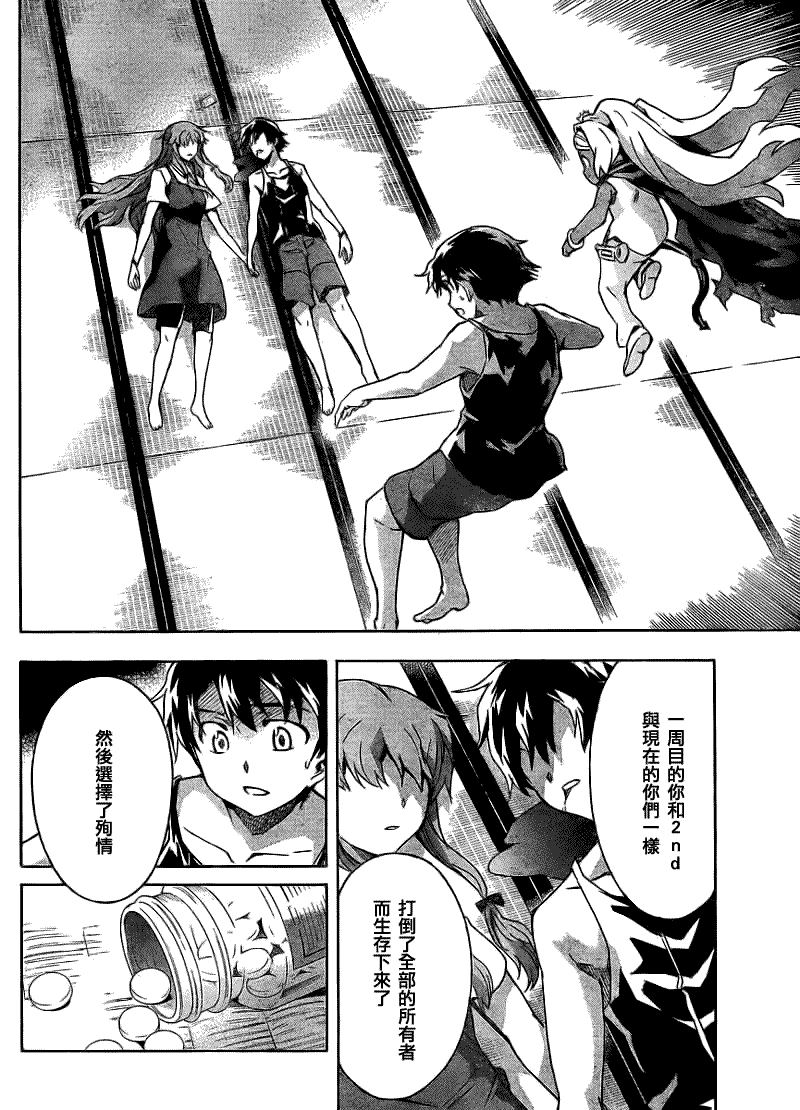 一周目的你和2nd
與現在的你們一樣
打倒了全部的所有者
而生存下來了
然後選擇了殉情